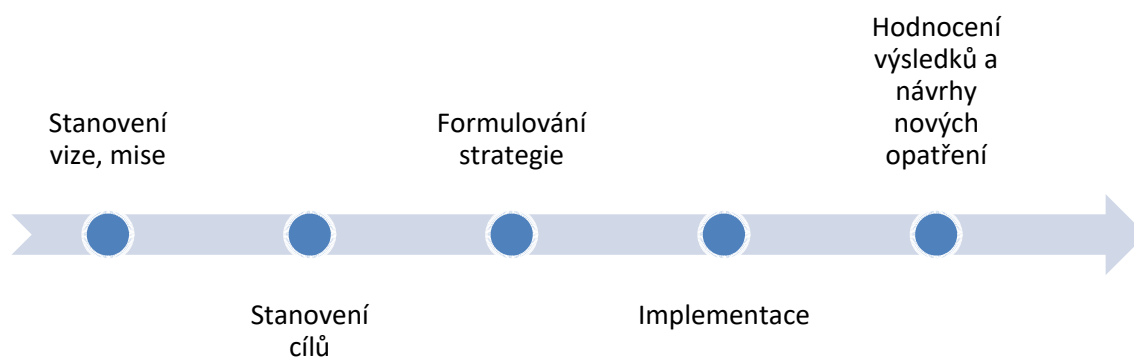 Stanovení
vize, mise
Stanovení
cílů
Formulování
strategie
Implementace
Hodnocení
výsledků a
návrhy
nových
opatření